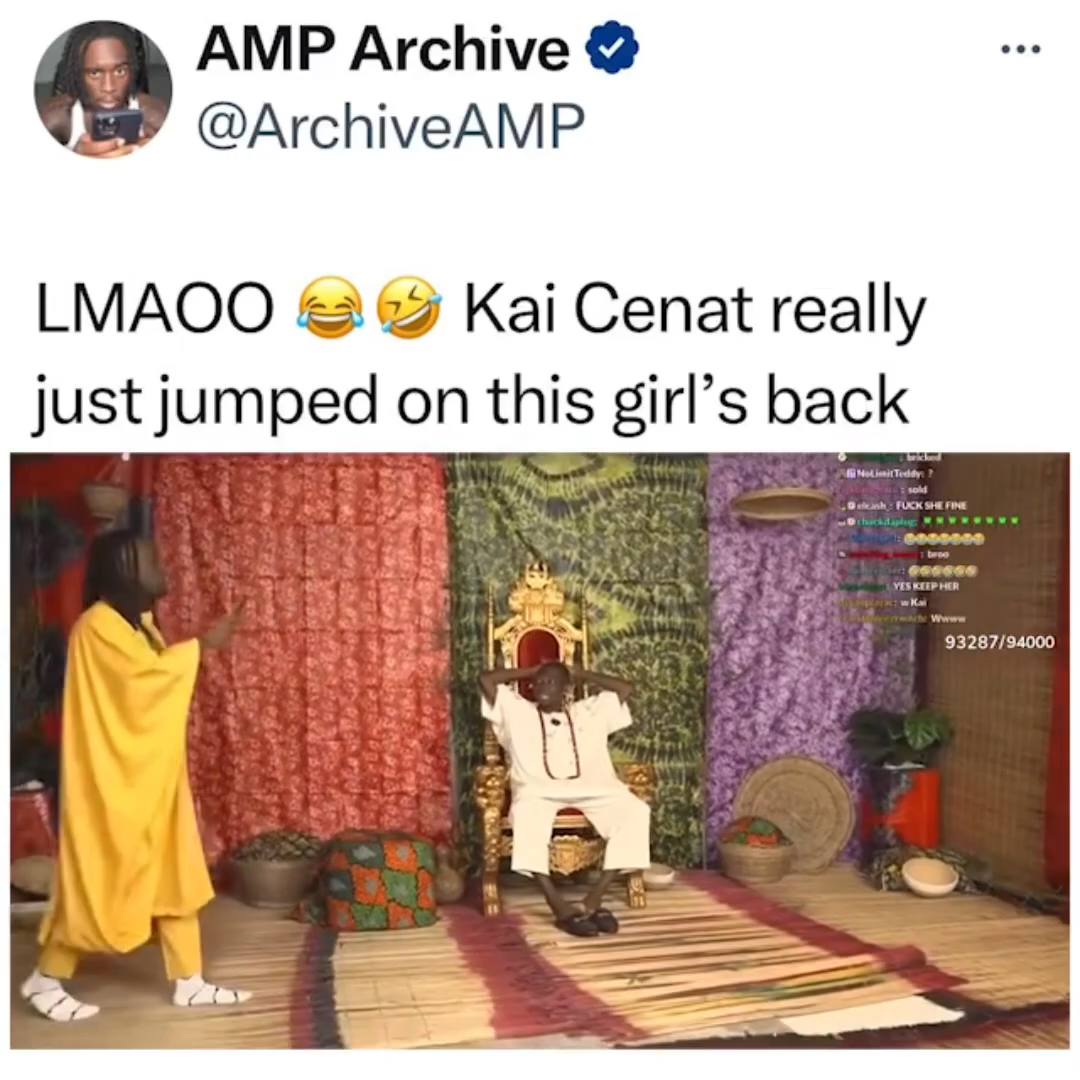 AMP Archive
@ArchiveAMP
LMAOO 😂🤣 Kai Cenat really
just jumped on this girl’s back
: bricked
NoLimitTeddy: ?
: sold
: FUCK SHE FINE
: broo
YES KEEP HER
: w Kai
Wwww
93287/94000